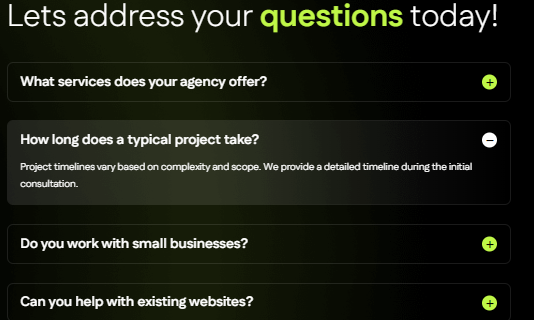 Lets address your questions today!
What services does your agency offer?
How long does a typical project take?
Project timelines vary based on complexity and scope. We provide a detailed timeline during the initial
consultation.
Do you work with small businesses?
Can you help with existing websites?